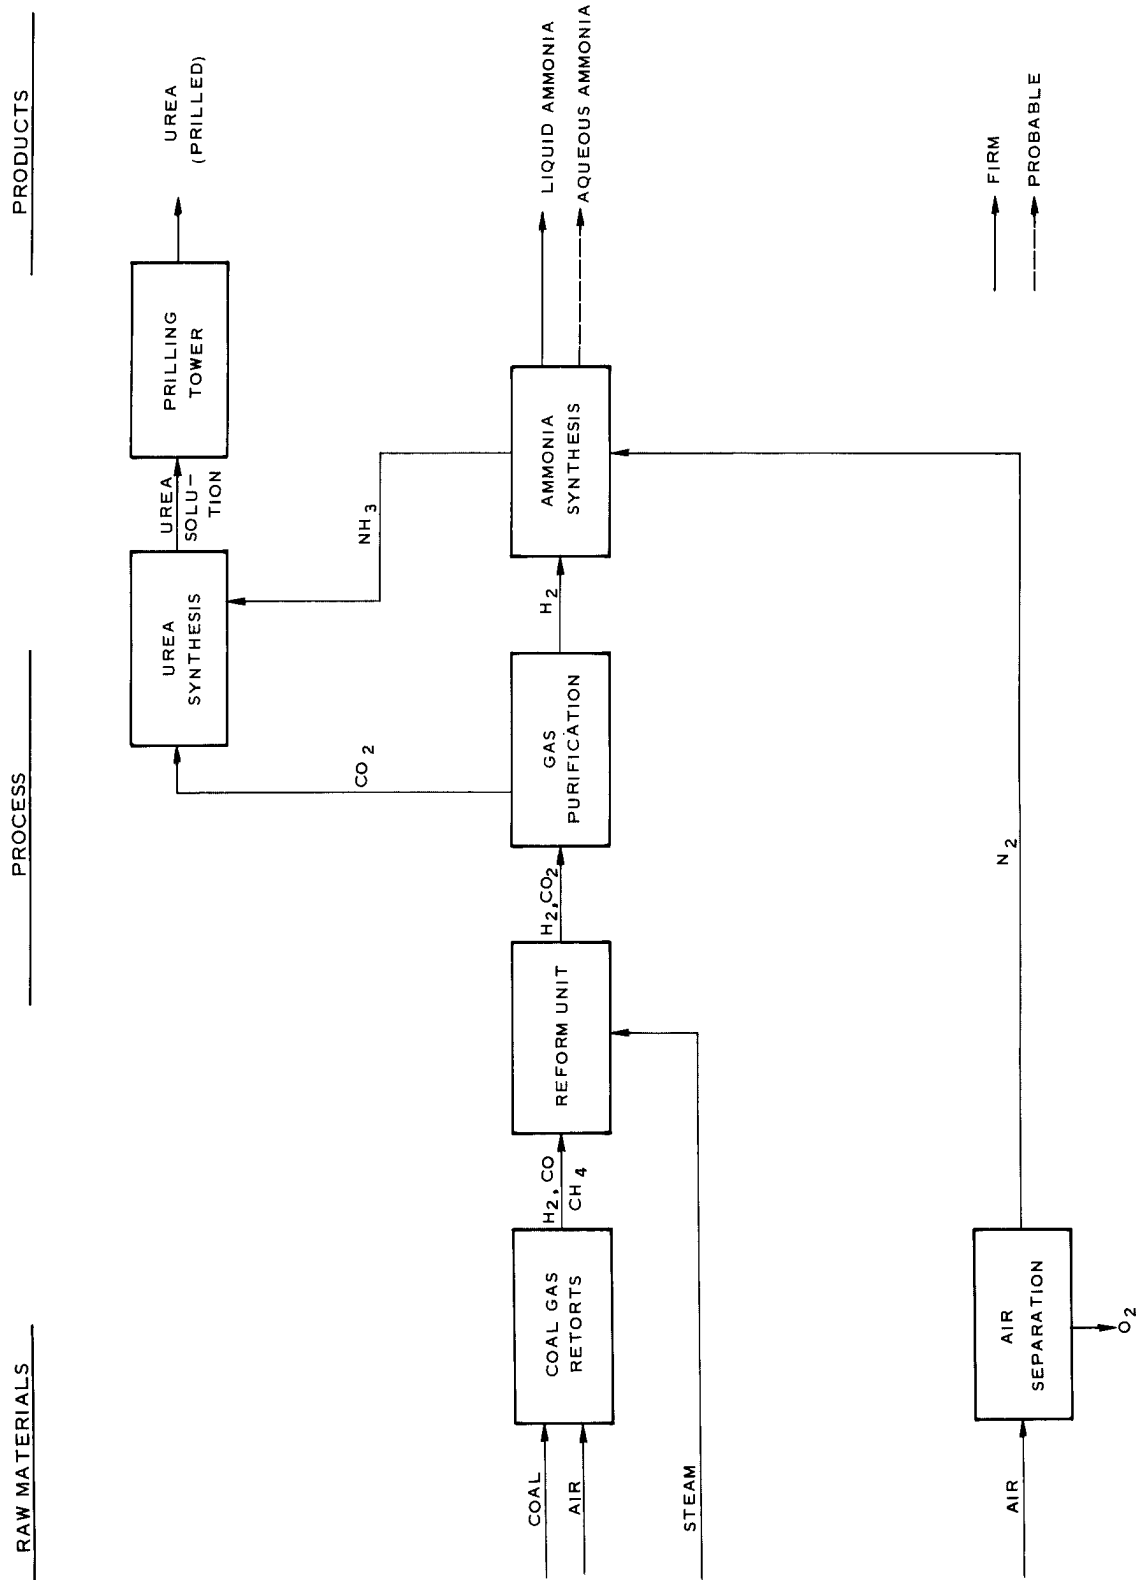 RAW MATERIALS
PROCESS
PRODUCTS
UREA
SYNTHESIS
UREA
SOLU-
TION
PRILLING
TOWER
UREA
(PRILLED)
CO2
NH3
COAL
AIR
COAL GAS
RETORTS
H2, CO
CH4
REFORM UNIT
H2, CO2
GAS
PURIFICATION
H2
AMMONIA
SYNTHESIS
LIQUID AMMONIA
AQUEOUS AMMONIA
STEAM
AIR
AIR
SEPARATION
O2
N2
FIRM
PROBABLE